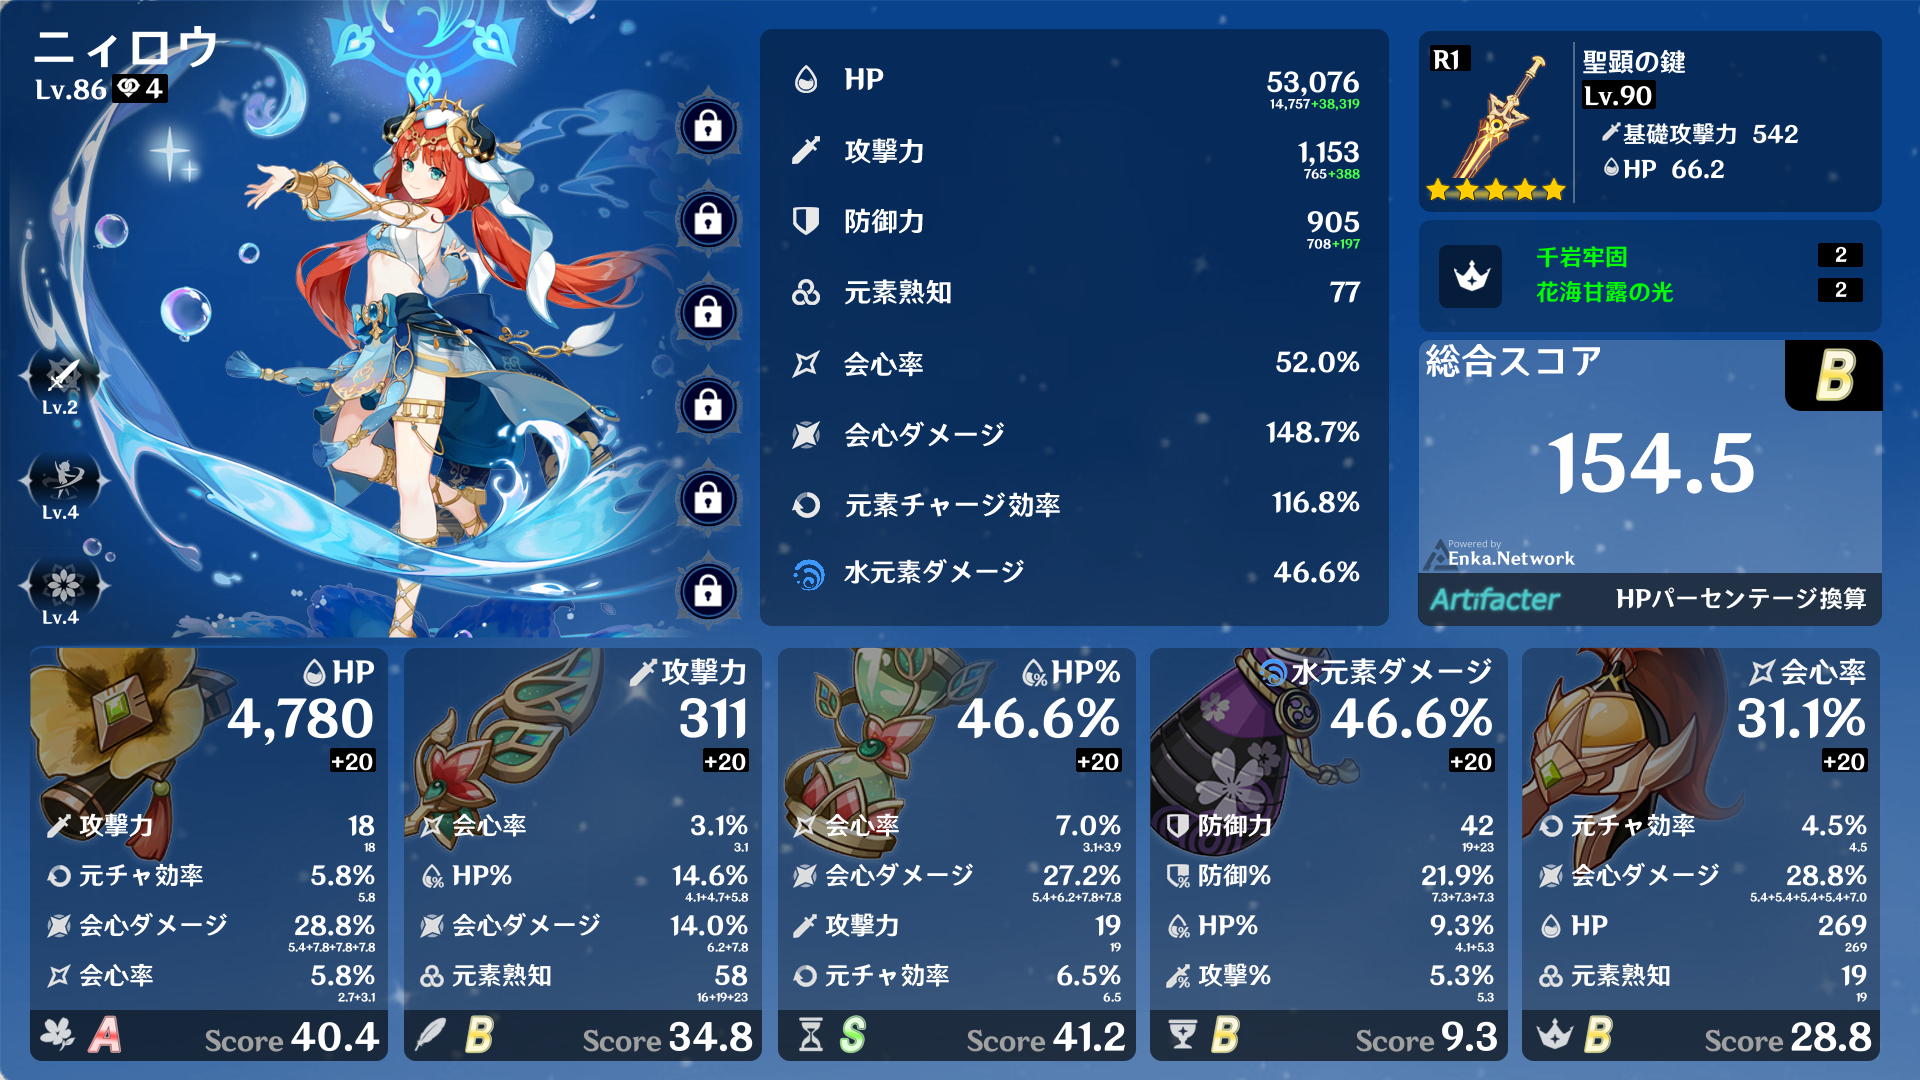 ニィロウ
Lv.86 4
Lv.2
Lv.4
Lv.4
HP 53,076
14,757+38,319
攻撃力 1,153
765+388
防御力 905
708+197
元素熟知 77
会心率 52.0%
会心ダメージ 148.7%
元素チャージ効率 116.8%
水元素ダメージ 46.6%
R1 聖顕の鍵
Lv.90
基礎攻撃力 542
HP 66.2
千岩牢固 2
花海甘露の光 2
総合スコア B
154.5
Powered by
Enka.Network
Artifacter HPパーセンテージ換算
HP
4,780
+20
攻撃力 18
18
元チャ効率 5.8%
5.8
会心ダメージ 28.8%
5.4+7.8+7.8+7.8
会心率 5.8%
2.7+3.1
A Score 40.4
攻撃力
311
+20
会心率 3.1%
3.1
HP% 14.6%
4.1+4.7+5.8
会心ダメージ 14.0%
6.2+7.8
元素熟知 58
16+19+23
B Score 34.8
HP%
46.6%
+20
会心率 7.0%
3.1+3.9
会心ダメージ 27.2%
5.4+6.2+7.8+7.8
攻撃力 19
19
元チャ効率 6.5%
6.5
S Score 41.2
水元素ダメージ
46.6%
+20
防御力 42
19+23
防御% 21.9%
7.3+7.3+7.3
HP% 9.3%
4.1+5.3
攻撃% 5.3%
5.3
B Score 9.3
会心率
31.1%
+20
元チャ効率 4.5%
4.5
会心ダメージ 28.8%
5.4+5.4+5.4+5.4+7.0
HP 269
269
元素熟知 19
19
B Score 28.8